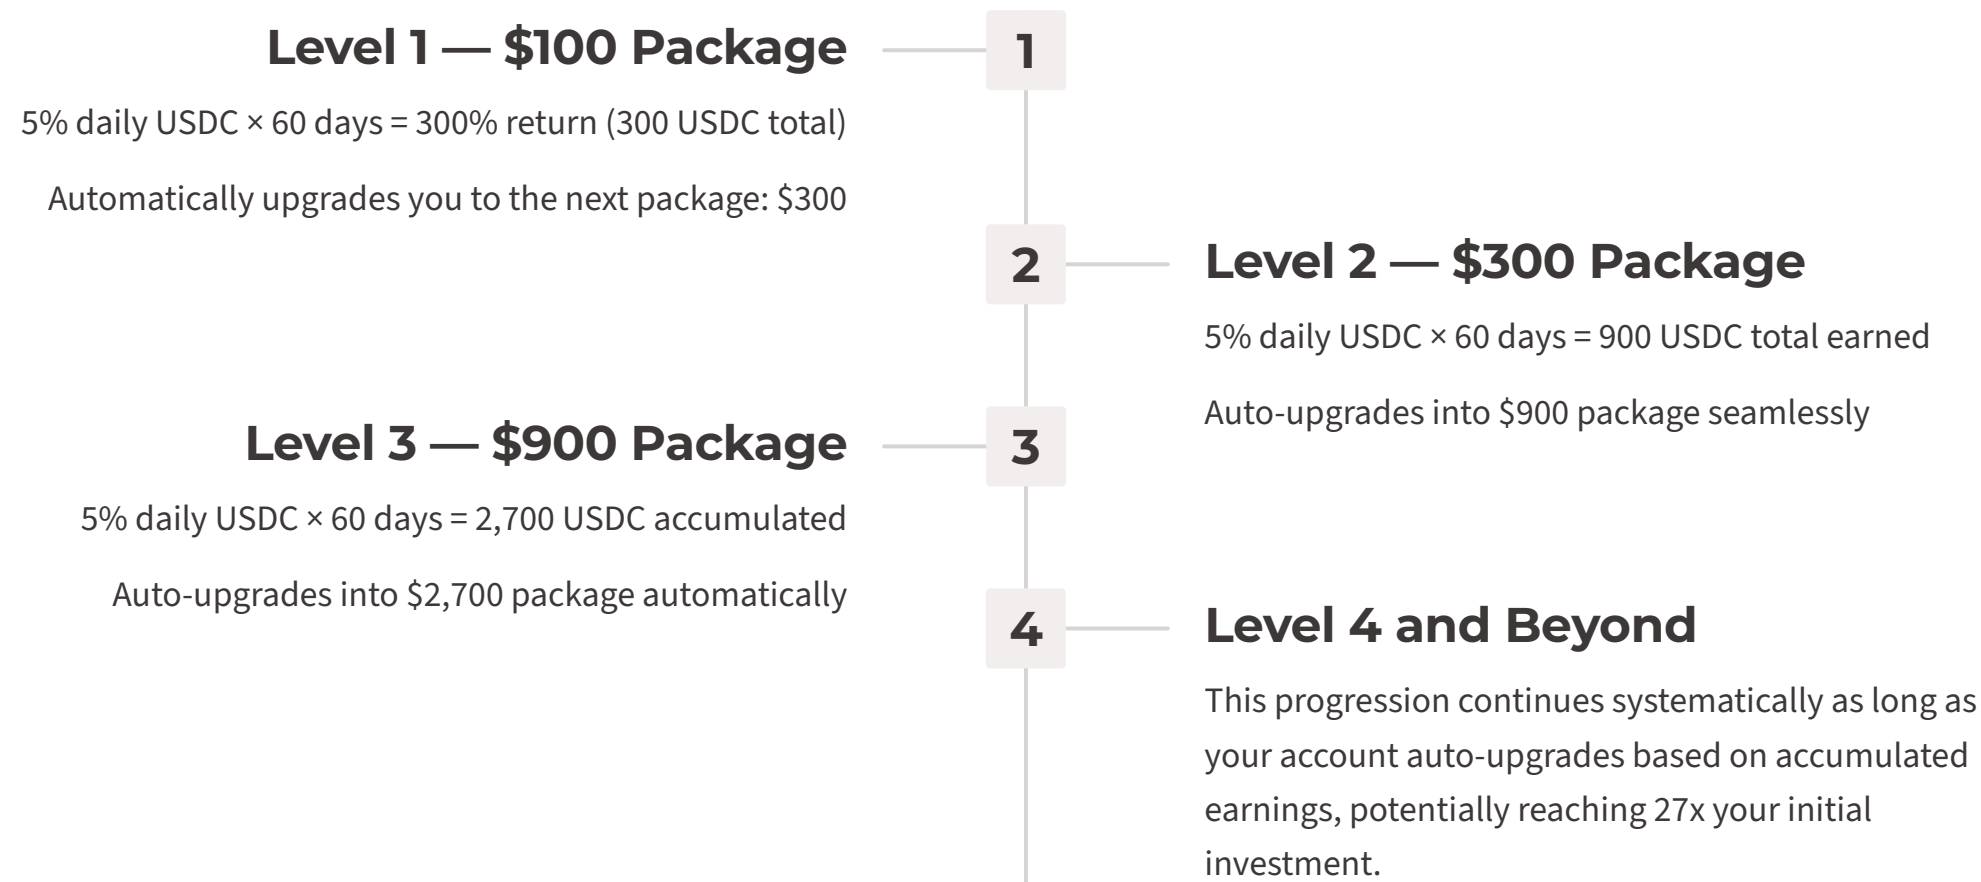 Level 1 — $100 Package
1
5% daily USDC × 60 days = 300% return (300 USDC total)
Automatically upgrades you to the next package: $300
2
Level 2 — $300 Package
5% daily USDC × 60 days = 900 USDC total earned
Auto-upgrades into $900 package seamlessly
Level 3 — $900 Package
3
5% daily USDC × 60 days = 2,700 USDC accumulated
Auto-upgrades into $2,700 package automatically
4
Level 4 and Beyond
This progression continues systematically as long as
your account auto-upgrades based on accumulated
earnings, potentially reaching 27x your initial
investment.